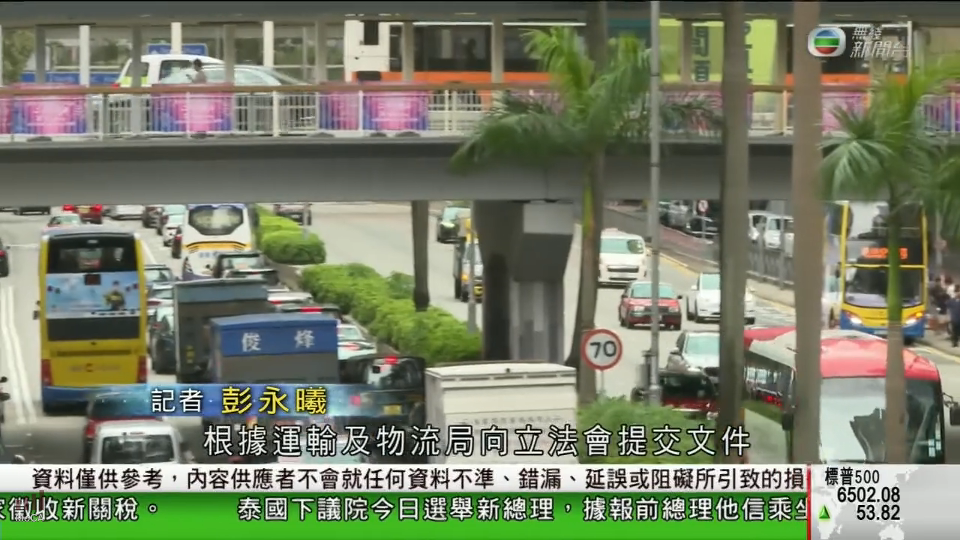 無綫
新聞台
俊烽
70
記者 彭永曦
根據運輸及物流局向立法會提交文件
資料僅供參考，內容供應者不會就任何資料不準、錯漏、延誤或阻礙所引致的損
標普500
6502.08
53.82
徵收新關稅。 泰國下議院今日選舉新總理，據報前總理他信乘坐